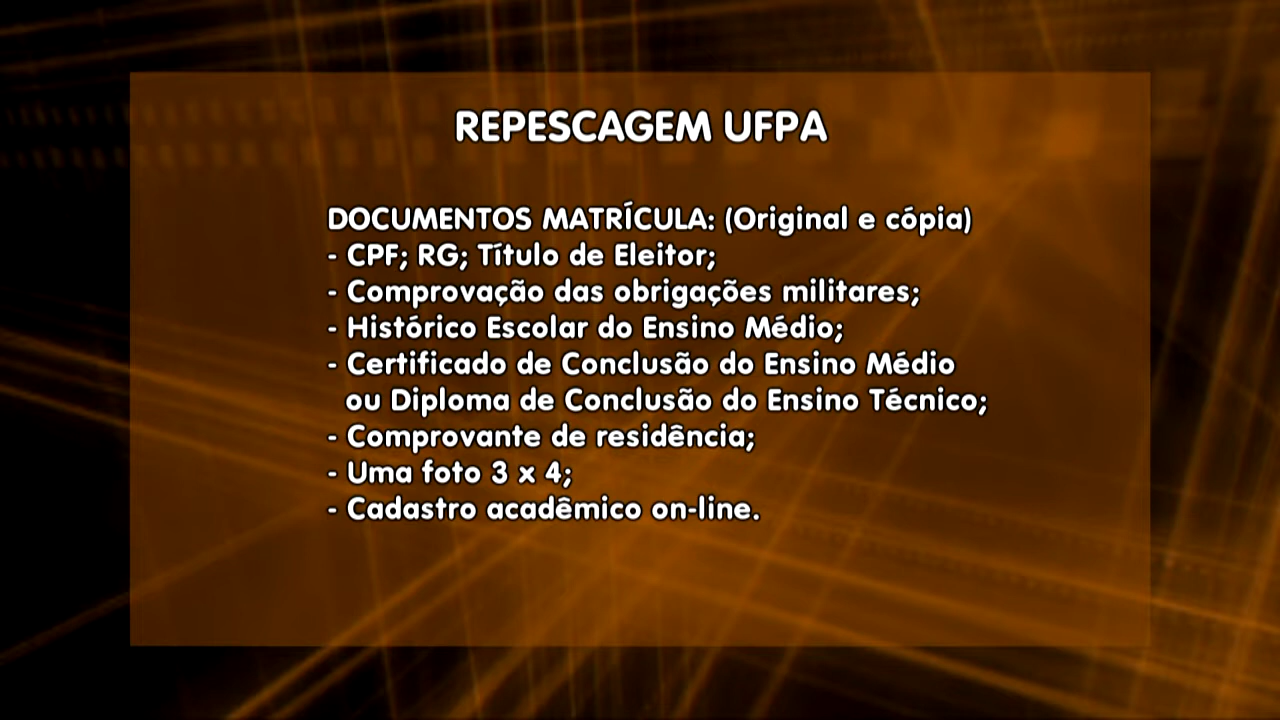 REPESCAGEM UFPA
DOCUMENTOS MATRÍCULA: (Original e cópia)
- CPF; RG; Título de Eleitor;
- Comprovação das obrigações militares;
- Histórico Escolar do Ensino Médio;
- Certificado de Conclusão do Ensino Médio
ou Diploma de Conclusão do Ensino Técnico;
- Comprovante de residência;
- Uma foto 3 x 4;
- Cadastro acadêmico on-line.